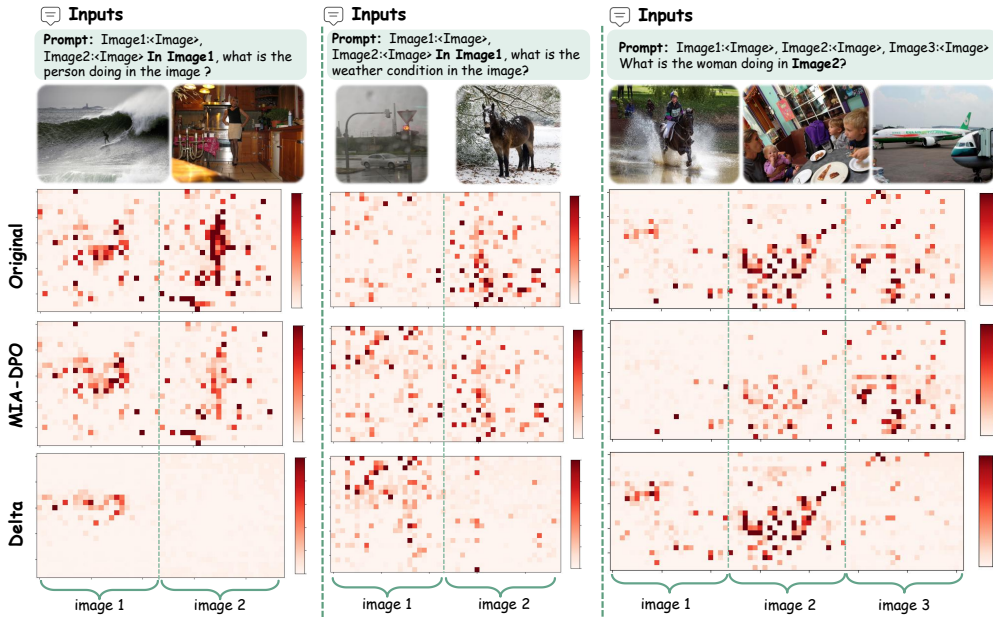 Inputs
Prompt: Image1:<Image>,
Image2:<Image> In Image1, what is the
person doing in the image ?
Inputs
Prompt: Image1:<Image>,
Image2:<Image> In Image1, what is the
weather condition in the image?
Inputs
Prompt: Image1:<Image>, Image2:<Image>, Image3:<Image>
What is the woman doing in Image2?
Original
MIA-DPO
Delta
image 1
image 2
image 1
image 2
image 1
image 2
image 3